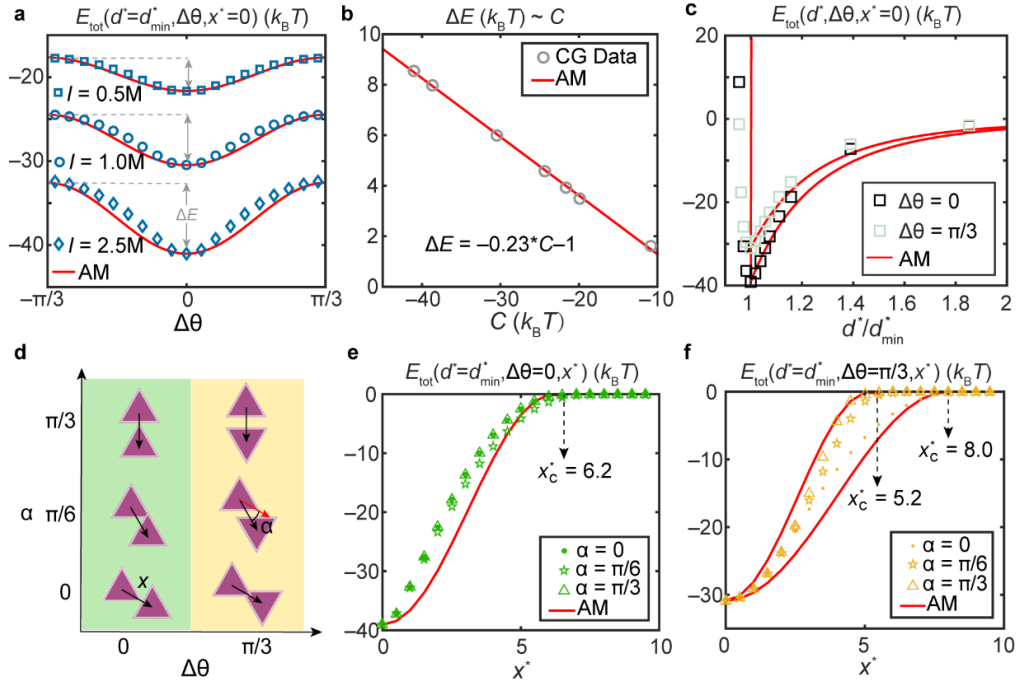 a
E_tot(d*=d*_min,Δθ,x*=0) (k_BT)
−20
−30
−40
I = 0.5M
I = 1.0M
I = 2.5M
AM
ΔE
−π/3
0
π/3
Δθ
b
ΔE (k_BT) ~ C
10
8
6
4
2
0
CG Data
AM
ΔE = −0.23*C−1
−40
−30
−20
−10
C (k_BT)
c
E_tot(d*,Δθ,x*=0) (k_BT)
20
10
0
−10
−20
−30
−40
Δθ = 0
Δθ = π/3
AM
1
1.2
1.4
1.6
1.8
2
d*/d*_min
d
π/3
α
π/6
α
0
x
0
π/3
Δθ
e
E_tot(d*=d*_min,Δθ=0,x*) (k_BT)
0
−10
−20
−30
−40
x*_c = 6.2
α = 0
α = π/6
α = π/3
AM
0
5
10
x*
f
E_tot(d*=d*_min,Δθ=π/3,x*) (k_BT)
0
−10
−20
−30
x*_c = 8.0
x*_c = 5.2
α = 0
α = π/6
α = π/3
AM
0
5
10
x*